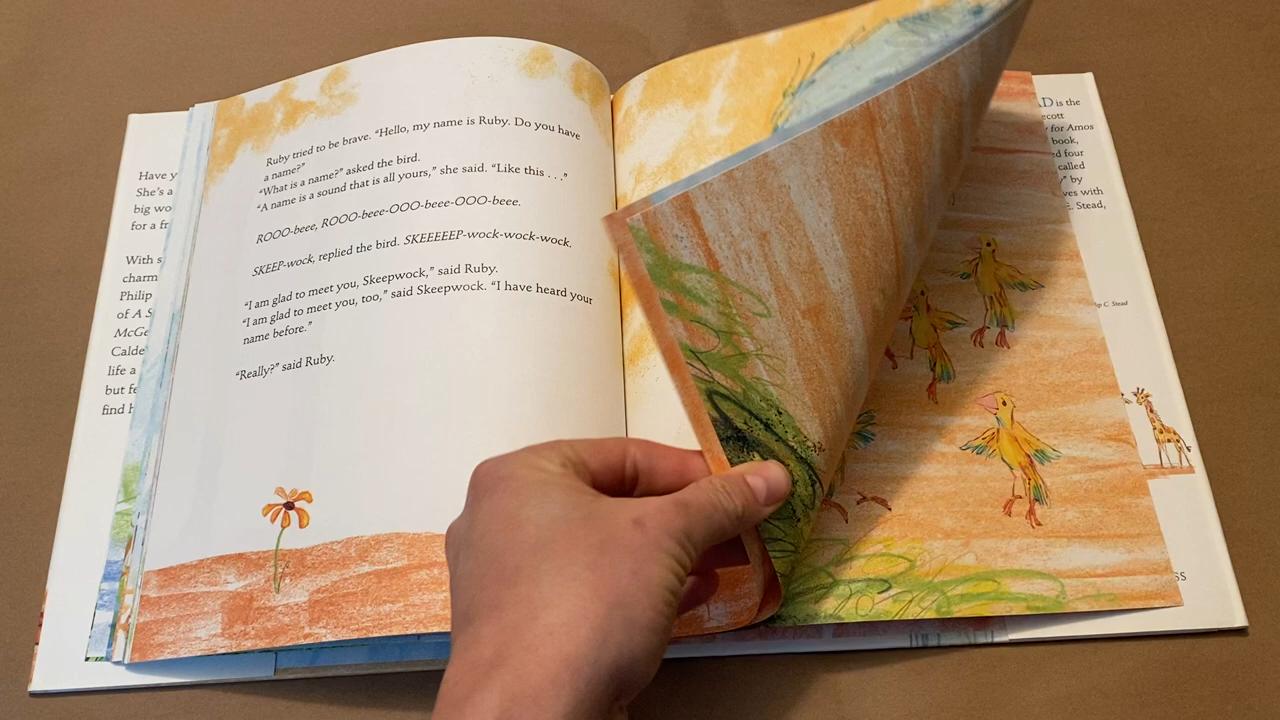 Have y
She's a
big wo
for a fr
With s
charm
Philip
of A S
McGe
Calde
life a
but fe
find H
Ruby tried to be brave. “Hello, my name is Ruby. Do you have
a name?”
“What is a name?” asked the bird.
“A name is a sound that is all yours,” she said. “Like this . . .”
ROOO-beee, ROOO-beee-OOO-beee-OOO-beee.
SKEEP-wock, replied the bird. SKEEEEEP-wock-wock-wock.
“I am glad to meet you, Skeepwock,” said Ruby.
“I am glad to meet you, too,” said Skeepwock. “I have heard your
name before.”
“Really?” said Ruby.
AD is the
ecott
y for Amos
book,
ed four
called
y” by
ves with
E. Stead,
ip C. Stead
SS